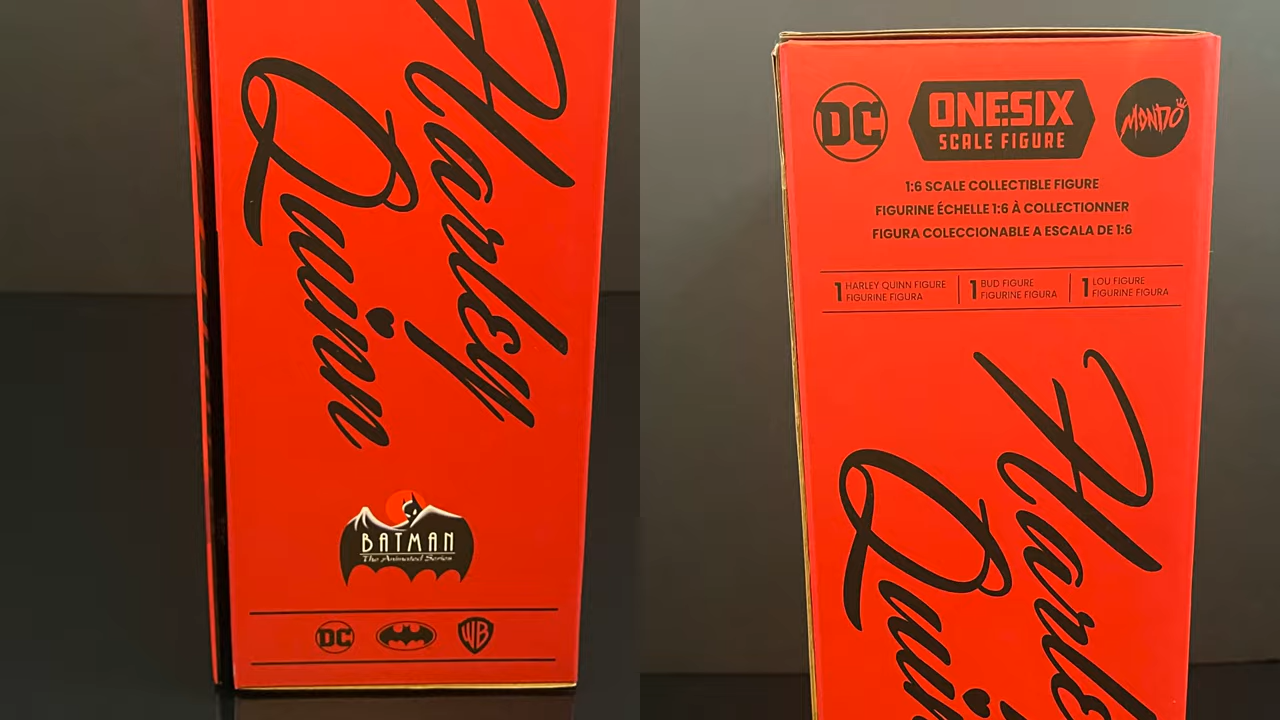 Harley
Quinn
BATMAN
The Animated Series
DC
WB
DC
ONESIX
SCALE FIGURE
MONDO
1:6 SCALE COLLECTIBLE FIGURE
FIGURINE ÉCHELLE 1:6 À COLLECTIONNER
FIGURA COLECCIONABLE A ESCALA DE 1:6
1 HARLEY QUINN FIGURE
FIGURINE FIGURA
1 BUD FIGURE
FIGURINE FIGURA
1 LOU FIGURE
FIGURINE FIGURA
Harley
Quinn